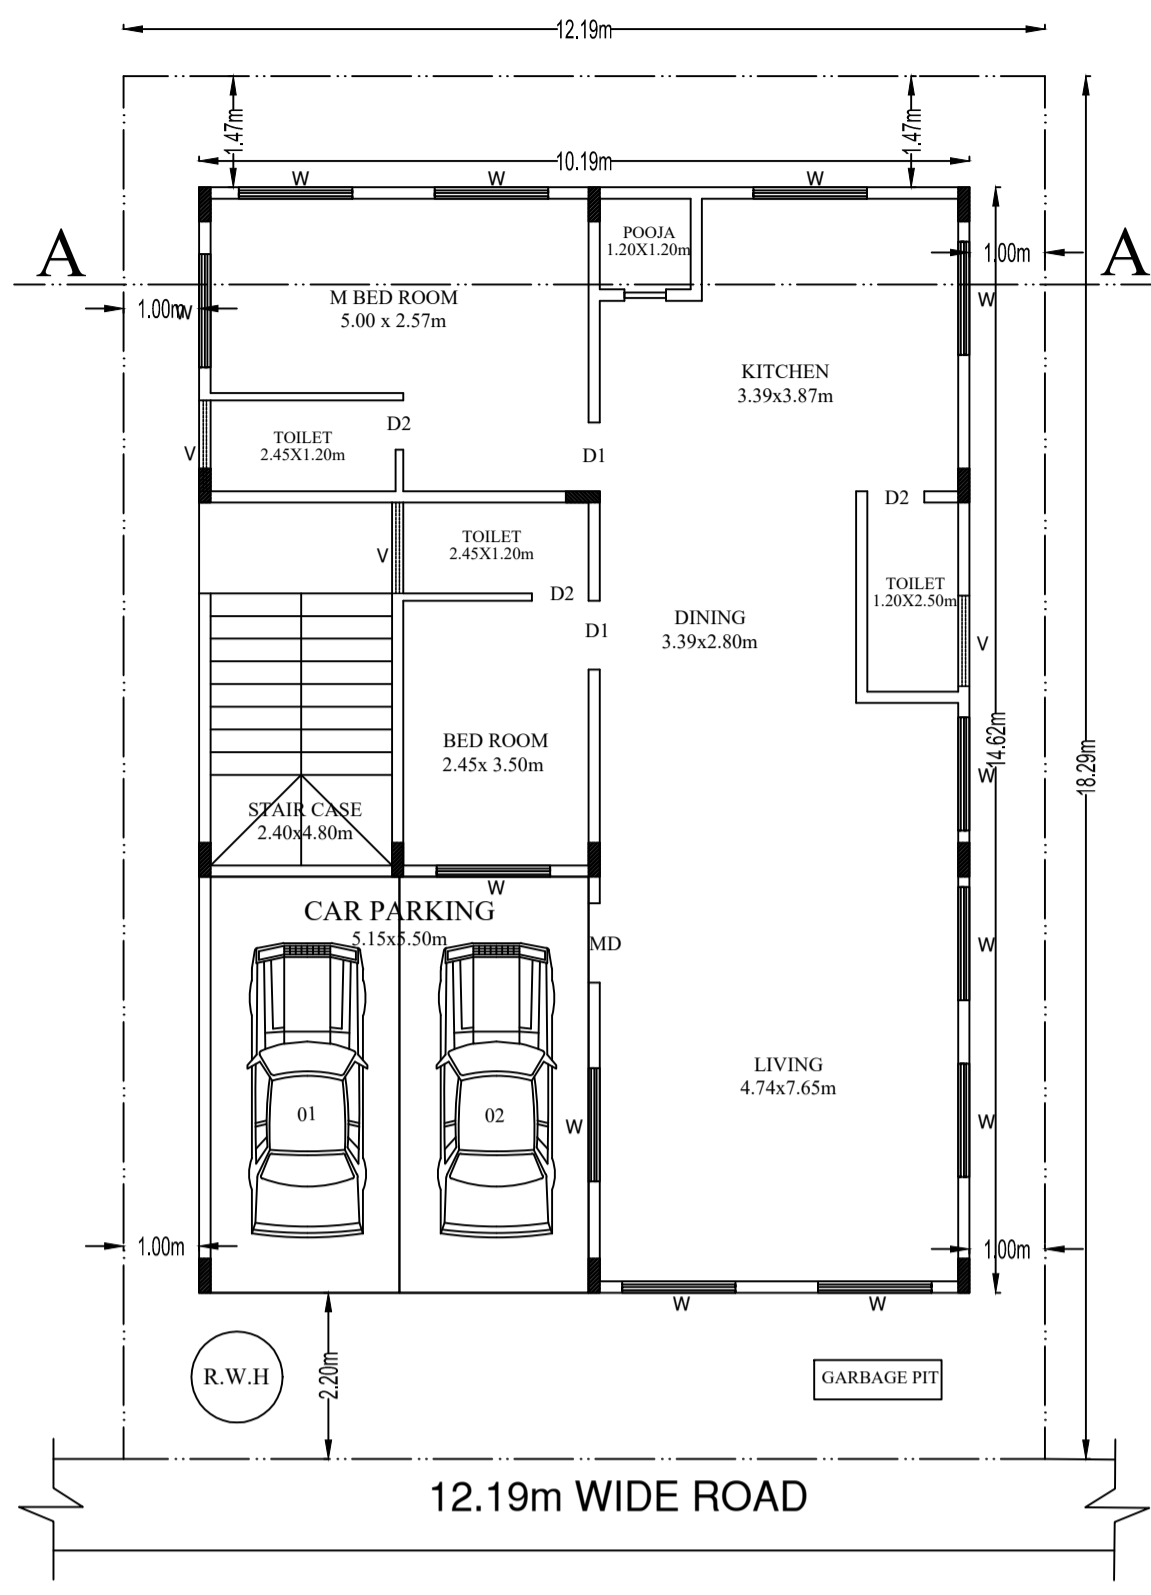 12.19m
1.47m
1.47m
10.19m
W
W
W
POOJA
1.20X1.20m
A
A
1.00m
W
M BED ROOM
5.00 x 2.57m
1.00m
W
KITCHEN
3.39x3.87m
D2
TOILET
2.45X1.20m
V
D1
D2
TOILET
2.45X1.20m
V
D2
TOILET
1.20X2.50m
DINING
3.39x2.80m
D1
V
BED ROOM
2.45x 3.50m
14.62m
W
18.29m
STAIR CASE
2.40x4.80m
W
CAR PARKING
5.15x5.50m
MD
W
LIVING
4.74x7.65m
01
02
W
W
1.00m
1.00m
W
W
R.W.H
2.20m
GARBAGE PIT
12.19m WIDE ROAD